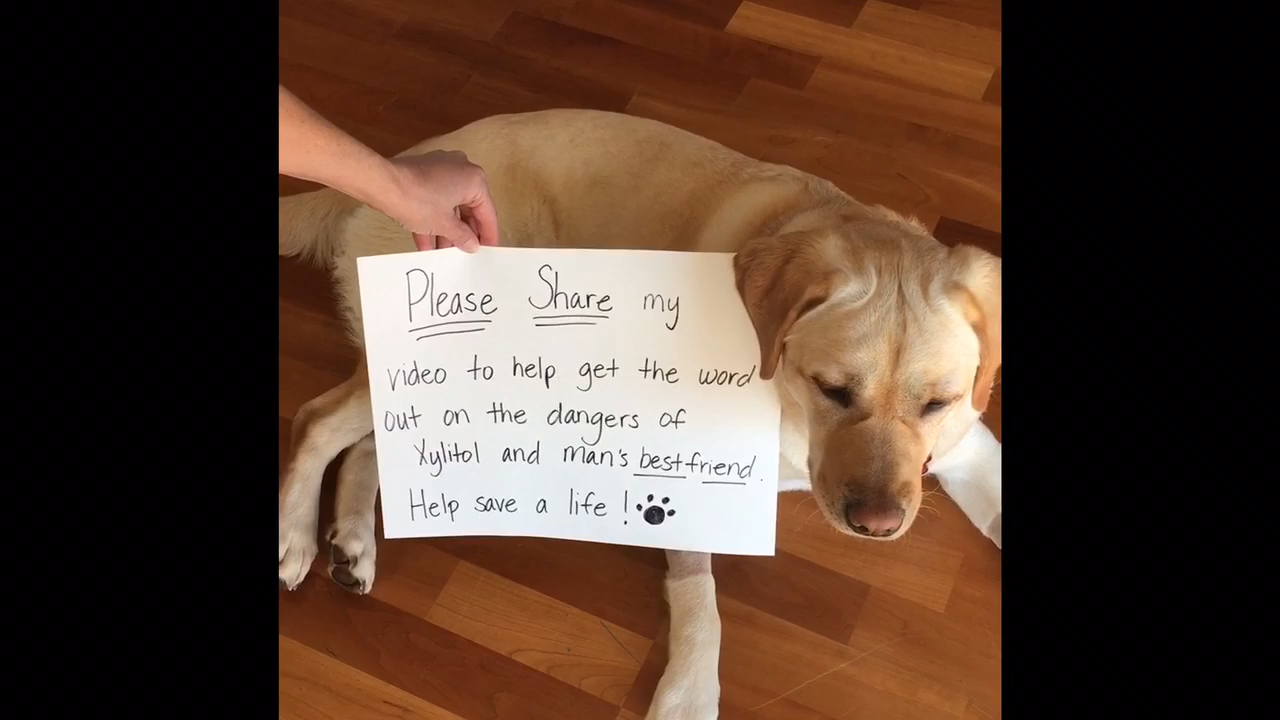 Please Share my
video to help get the word
out on the dangers of
Xylitol and man's best friend.
Help save a life!